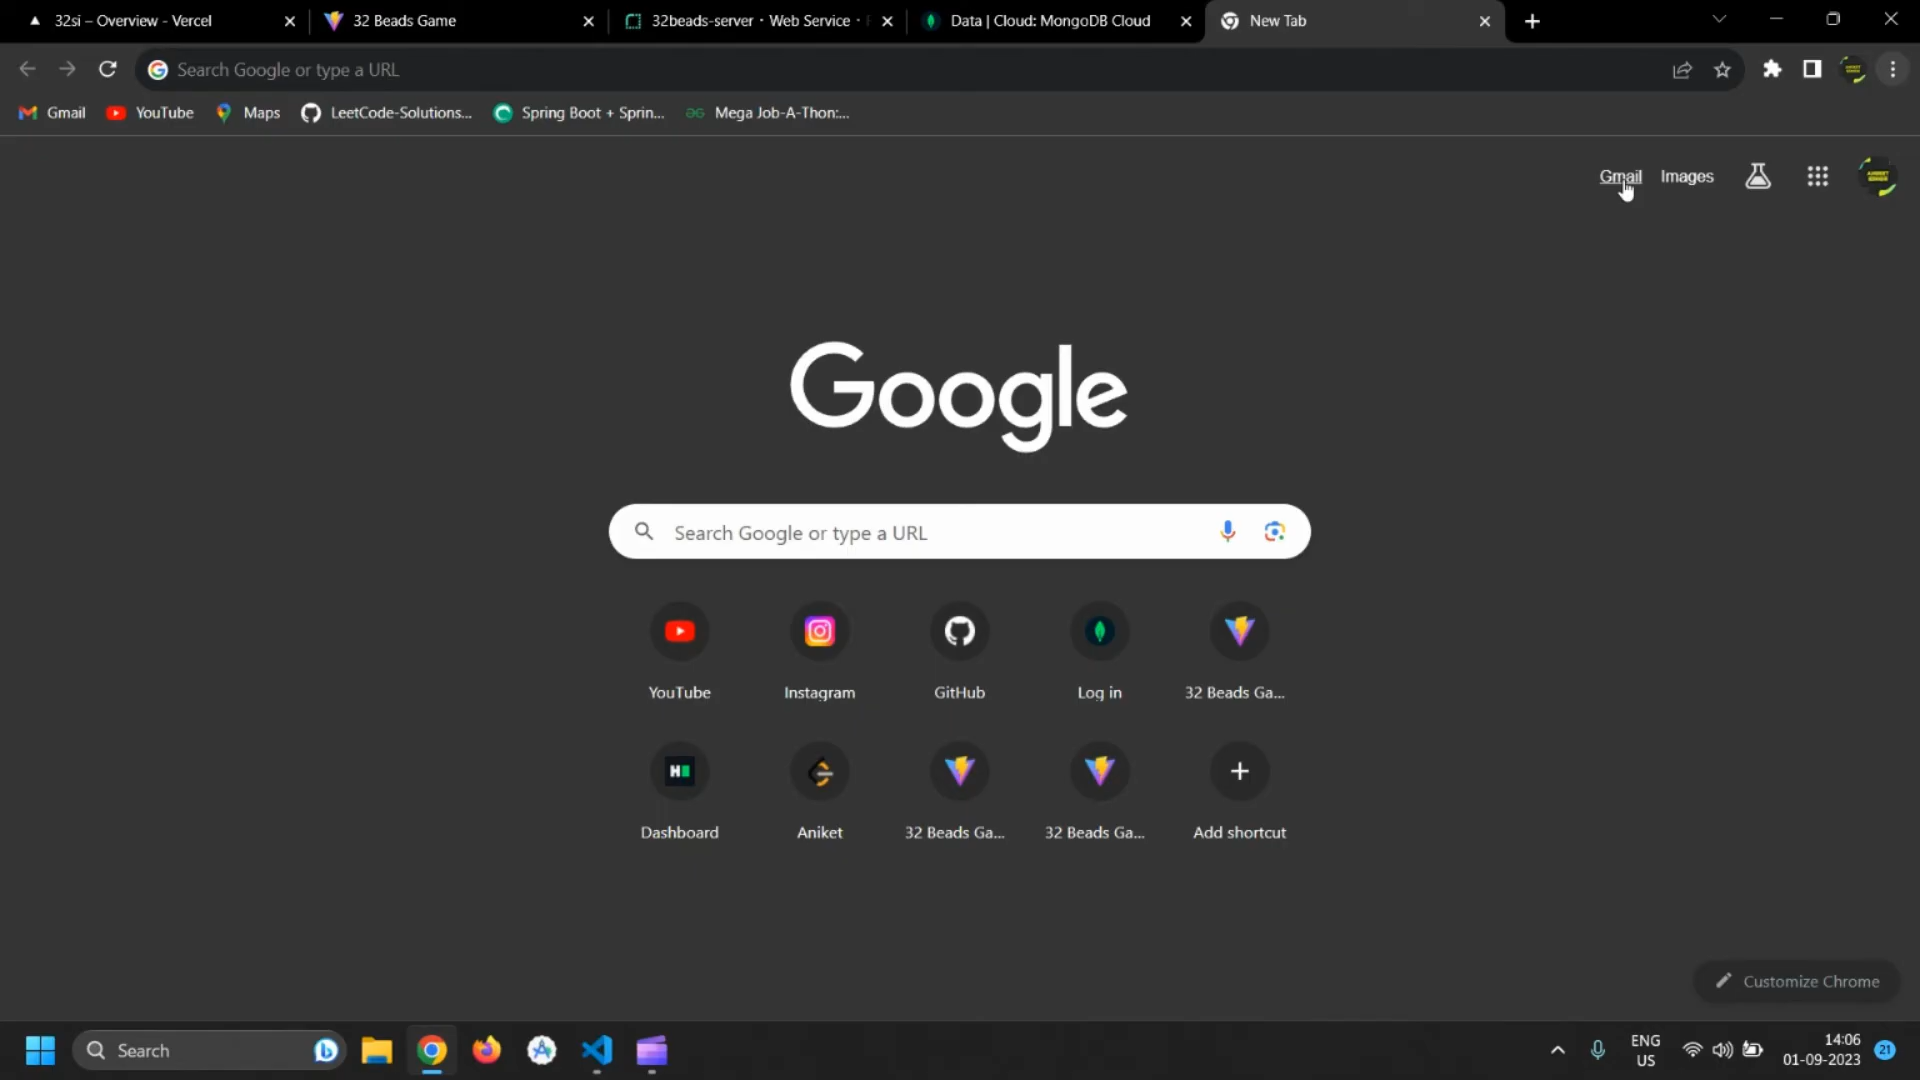 32si – Overview - Vercel
32 Beads Game
32beads-server · Web Service ·
Data | Cloud: MongoDB Cloud
New Tab
Search Google or type a URL
Gmail
YouTube
Maps
LeetCode-Solutions...
Spring Boot + Sprin...
Mega Job-A-Thon:...
Gmail
Images
Google
Search Google or type a URL
YouTube
Instagram
GitHub
Log in
32 Beads Ga...
Dashboard
Aniket
32 Beads Ga...
32 Beads Ga...
Add shortcut
Customize Chrome
Search
ENG
US
14:06
01-09-2023
21